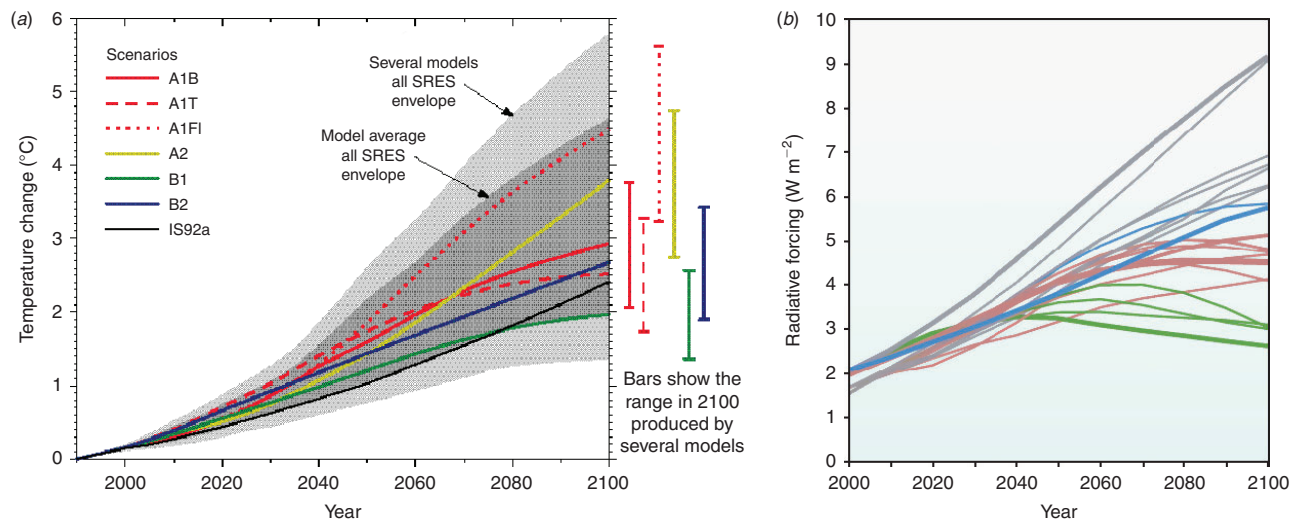 (a)
6
5
4
3
2
1
0
Temperature change (°C)
Scenarios
A1B
A1T
A1FI
A2
B1
B2
IS92a
Several models
all SRES
envelope
Model average
all SRES
envelope
2000 2020 2040 2060 2080 2100
Year
Bars show the
range in 2100
produced by
several models
(b)
10
9
8
7
6
5
4
3
2
1
0
Radiative forcing (W m−2)
2000 2020 2040 2060 2080 2100
Year